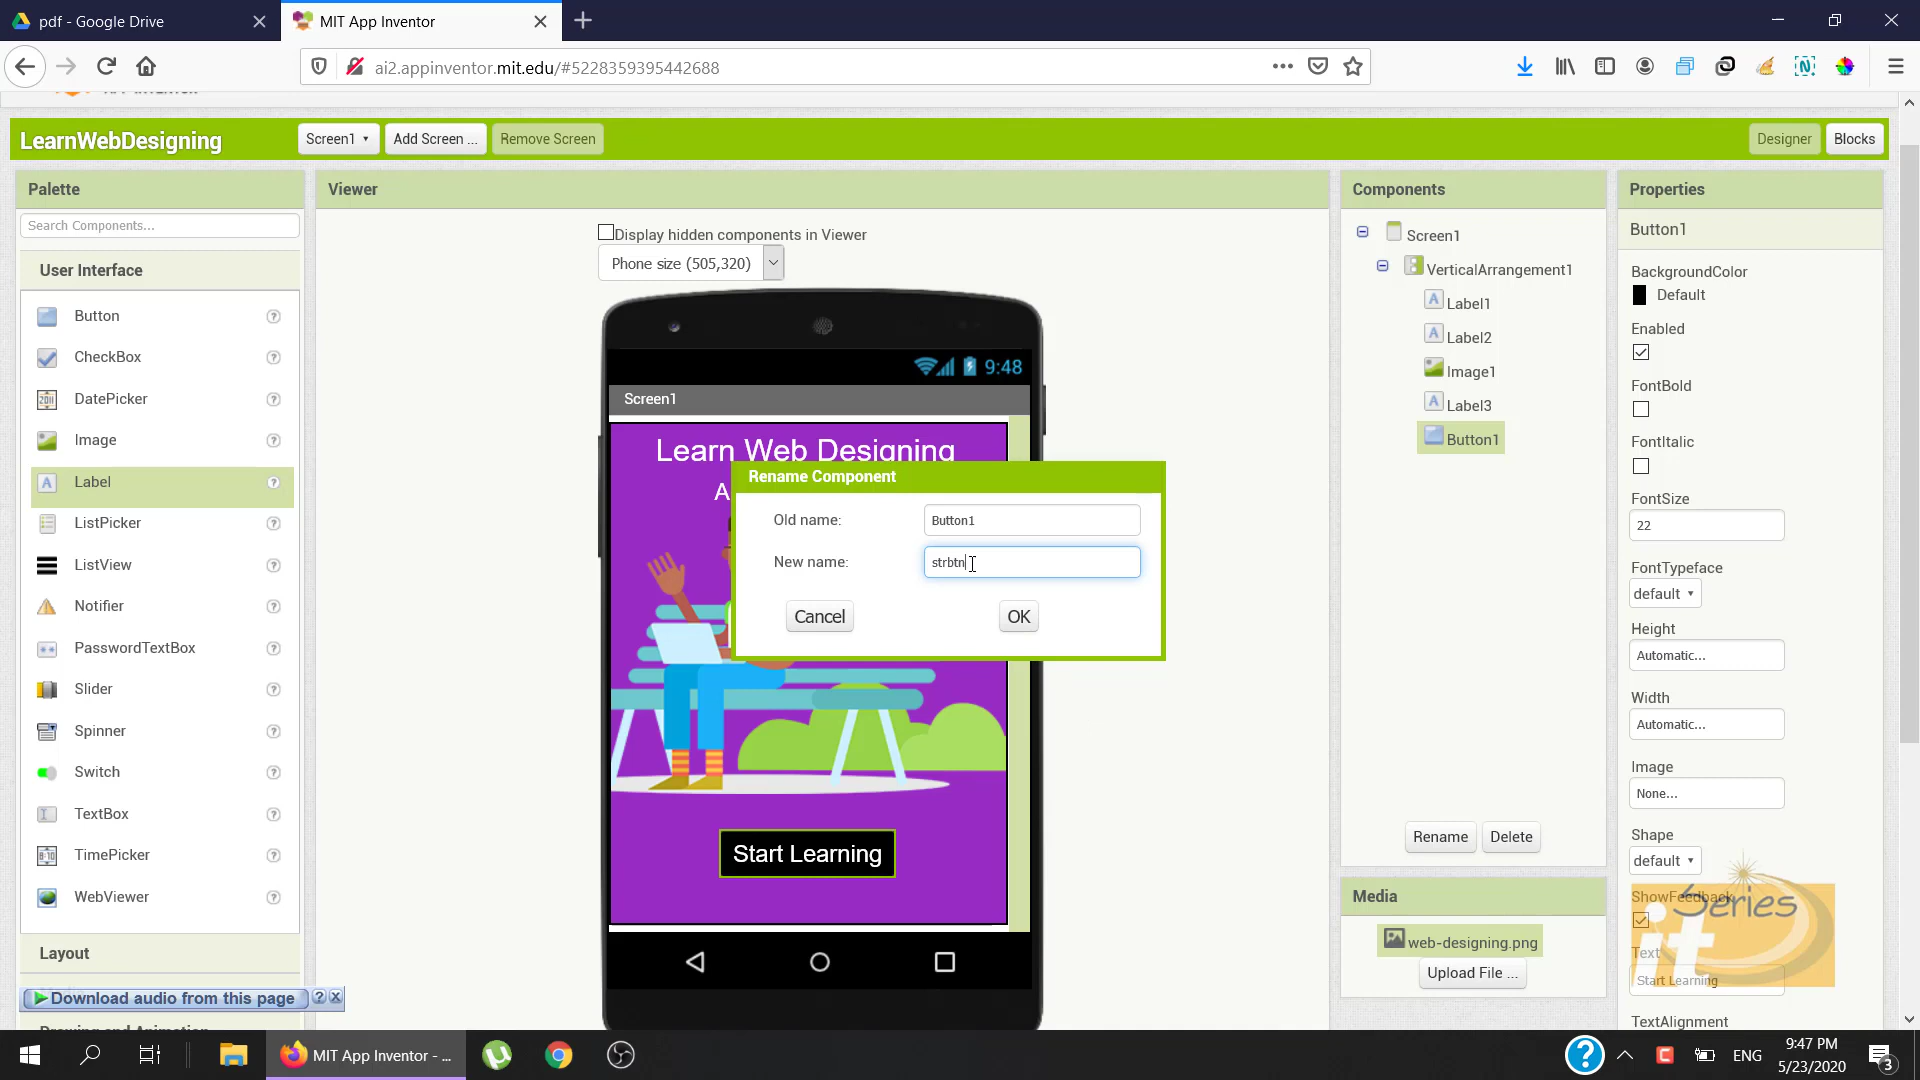 pdf - Google Drive
MIT App Inventor
ai2.appinventor.mit.edu/#5228359395442688
LearnWebDesigning
Screen1
Add Screen ...
Remove Screen
Designer
Blocks
Palette
Search Components...
User Interface
Button
CheckBox
DatePicker
Image
Label
ListPicker
ListView
Notifier
PasswordTextBox
Slider
Spinner
Switch
TextBox
TimePicker
WebViewer
Layout
Download audio from this page
Drawing and Animation
Viewer
Display hidden components in Viewer
Phone size (505,320)
9:48
Screen1
Learn Web Designing
A
Rename Component
Old name:
Button1
New name:
strbtn
Cancel
OK
Start Learning
Components
Screen1
VerticalArrangement1
Label1
Label2
Image1
Label3
Button1
Rename
Delete
Media
web-designing.png
Upload File ...
Properties
Button1
BackgroundColor
Default
Enabled
FontBold
FontItalic
FontSize
22
FontTypeface
default
Height
Automatic...
Width
Automatic...
Image
None...
Shape
default
ShowFeedback
Text
Start Learning
TextAlignment
it Series
MIT App Inventor - ...
ENG
9:47 PM
5/23/2020
3